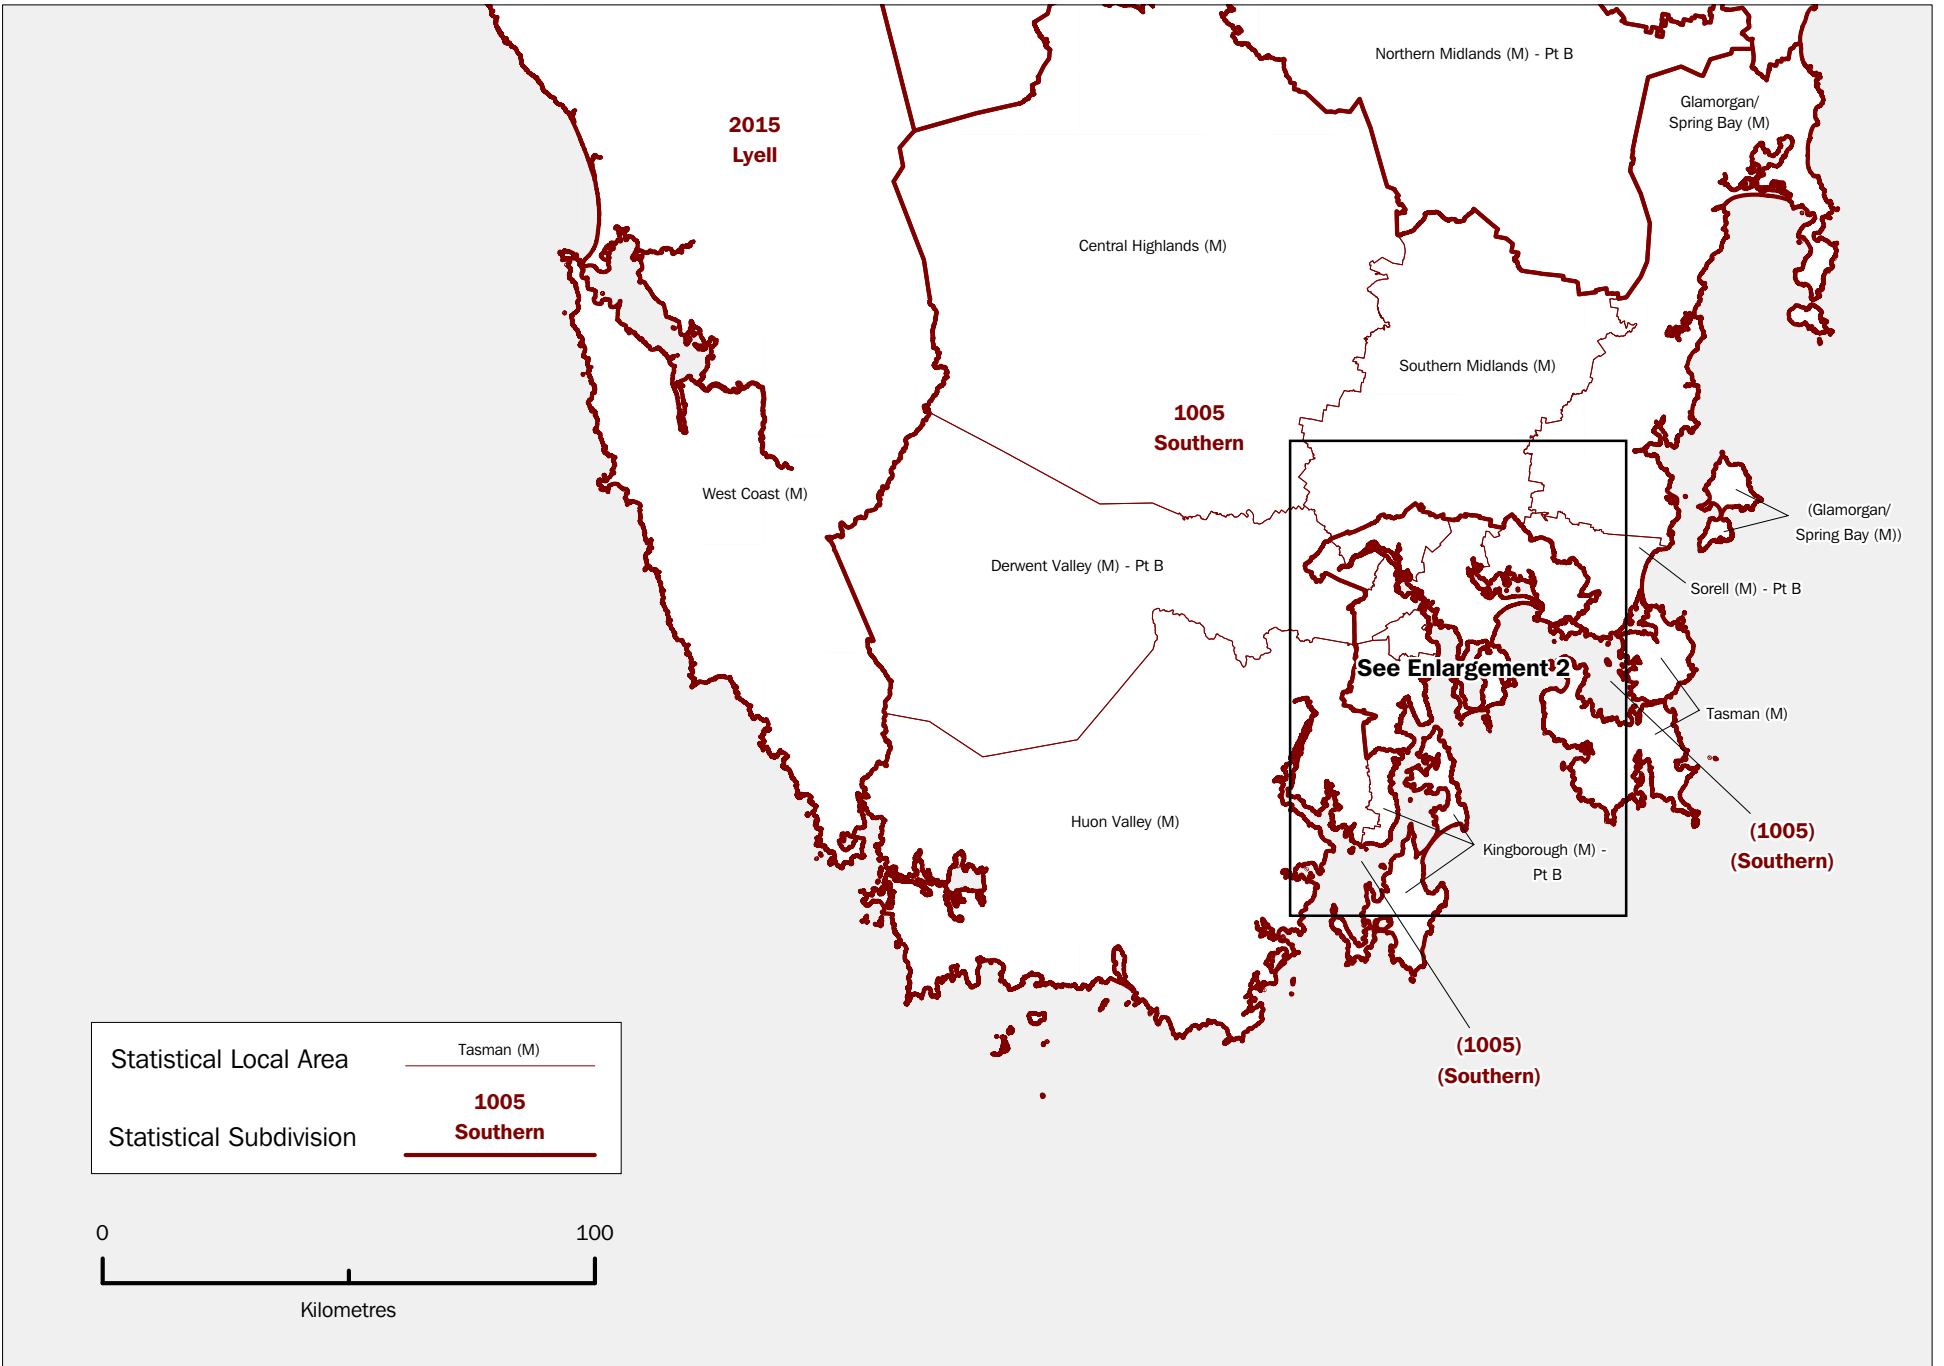 Northern Midlands (M) - Pt B
Glamorgan/
Spring Bay (M)
2015
Lyell
Central Highlands (M)
Southern Midlands (M)
1005
Southern
West Coast (M)
(Glamorgan/
Spring Bay (M))
Derwent Valley (M) - Pt B
Sorell (M) - Pt B
See Enlargement 2
Tasman (M)
Huon Valley (M)
(1005)
(Southern)
Kingborough (M) -
Pt B
(1005)
(Southern)
Statistical Local Area
Tasman (M)
1005
Southern
Statistical Subdivision
0 100
Kilometres